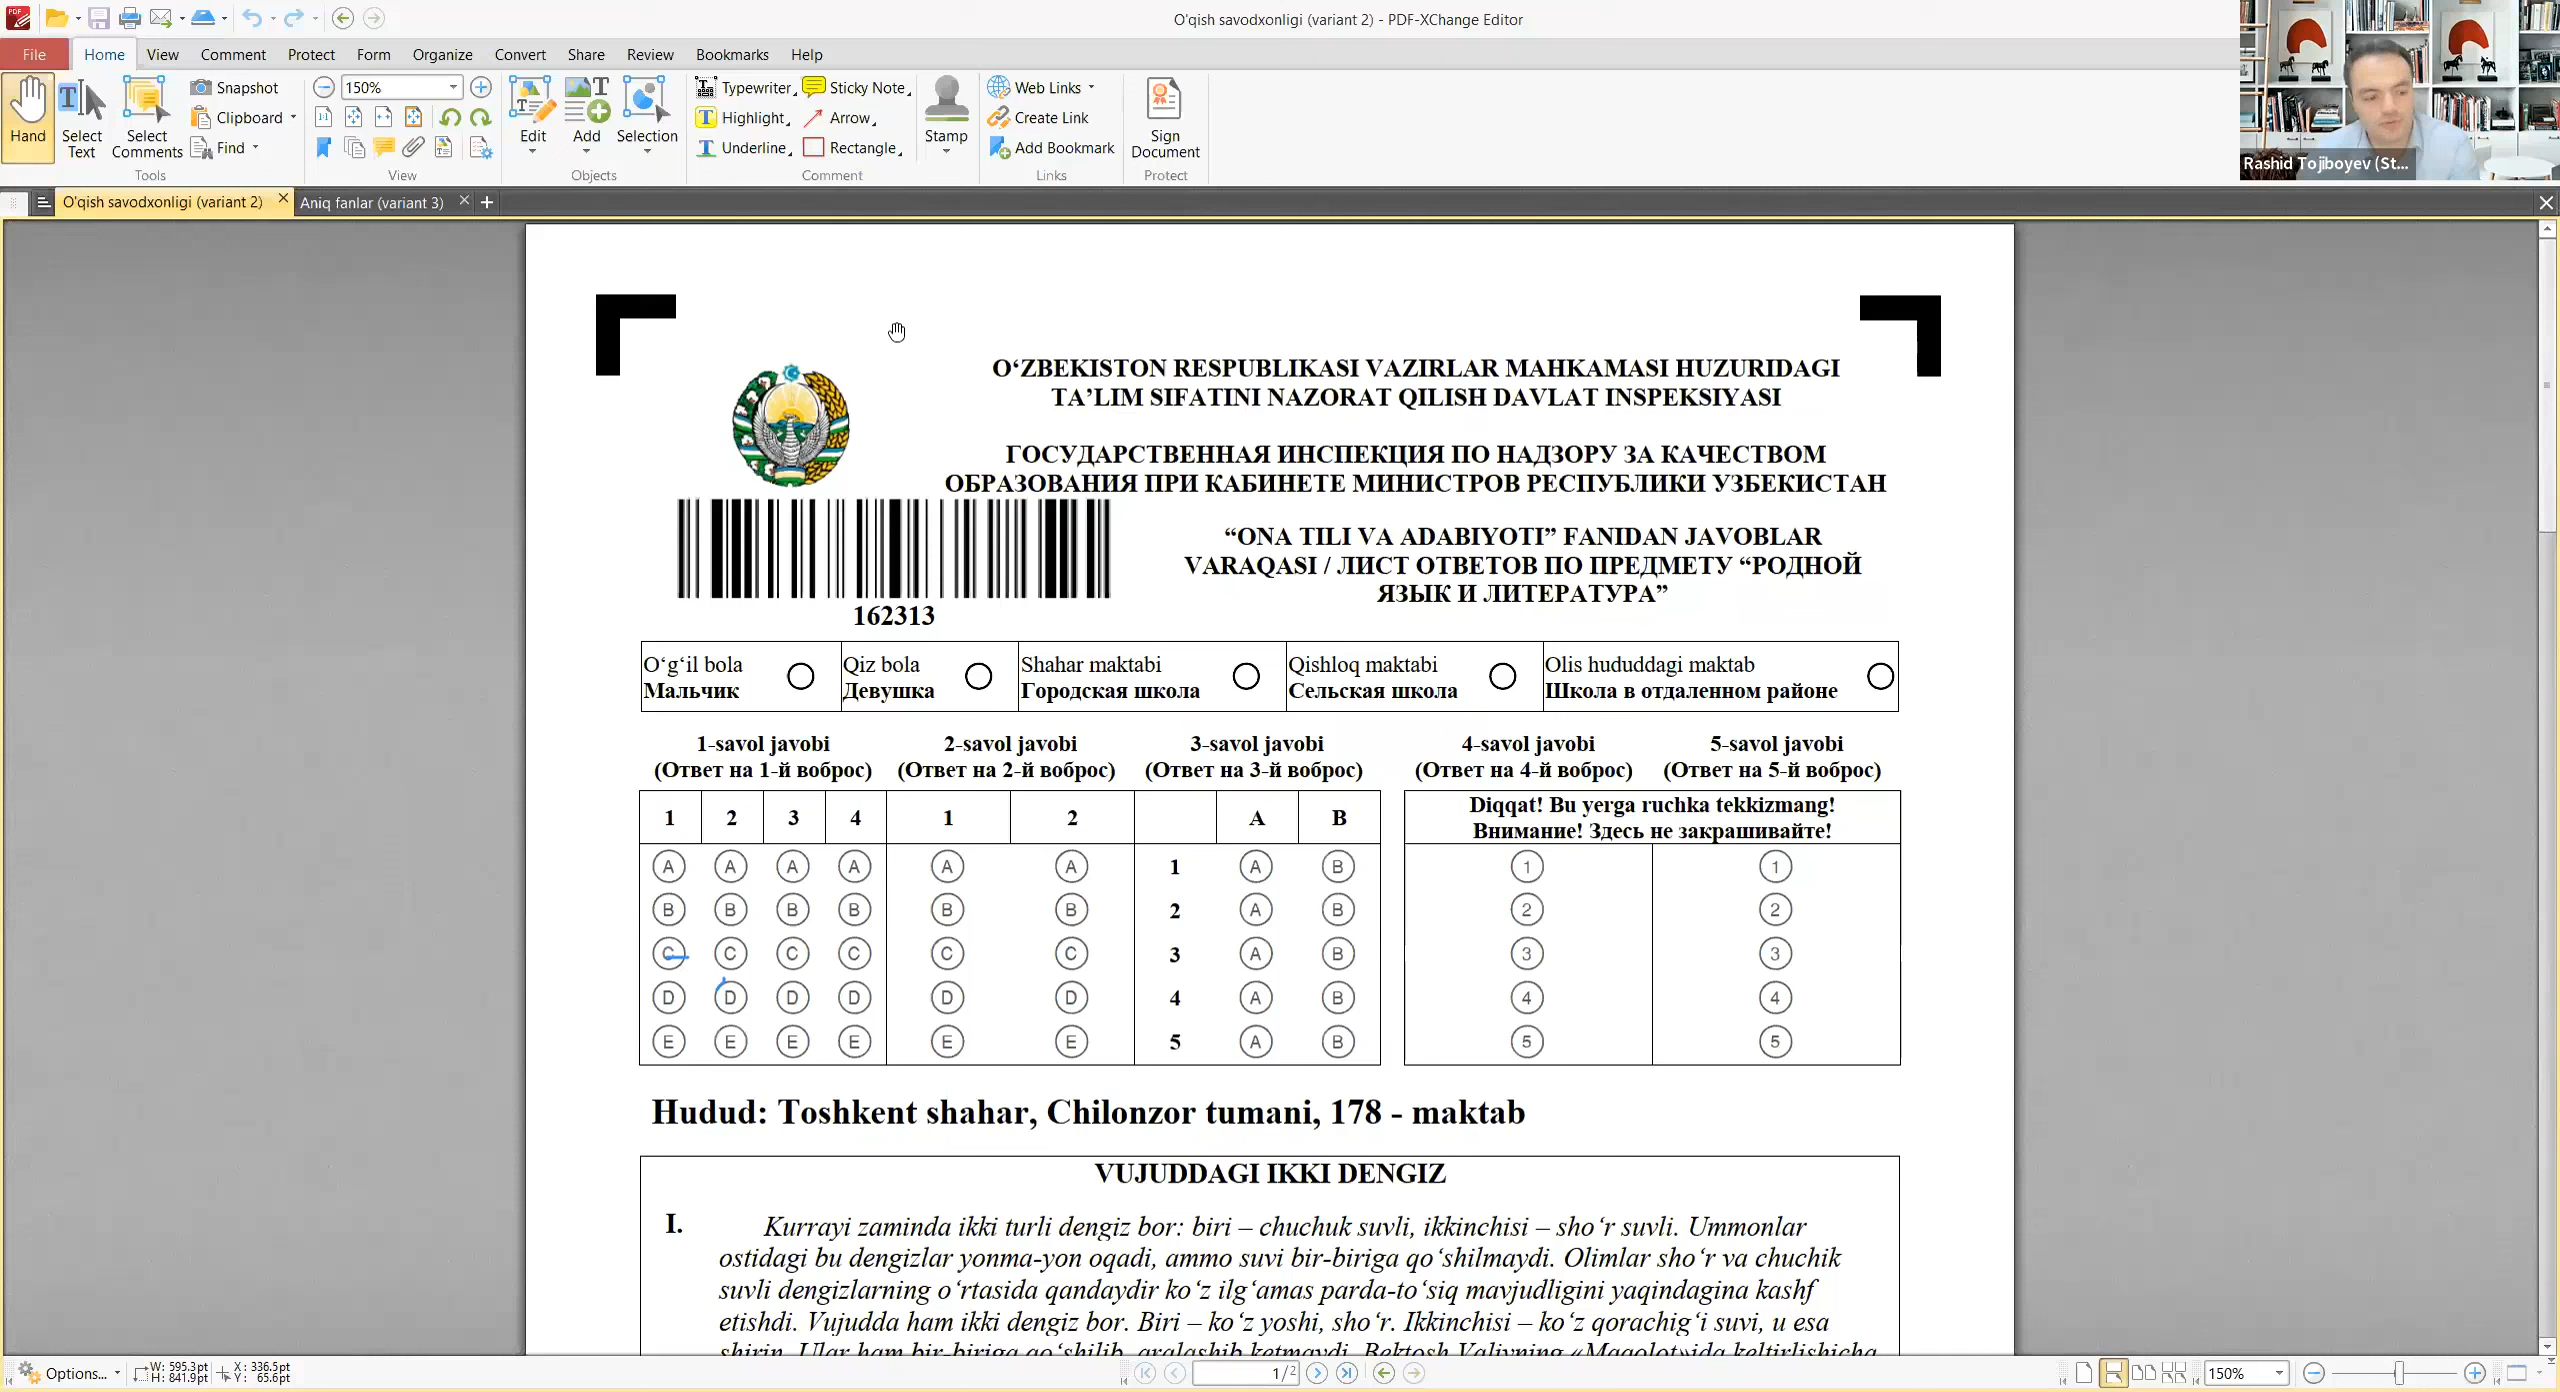 O'qish savodxonligi (variant 2) - PDF-XChange Editor
File Home View Comment Protect Form Organize Convert Share Review Bookmarks Help
Hand
Select Text
Select Comments
Snapshot
Clipboard
Find
Tools
150%
View
Edit
Add
Selection
Objects
Typewriter
Highlight
Underline
Sticky Note
Arrow
Rectangle
Stamp
Comment
Web Links
Create Link
Add Bookmark
Links
Sign Document
Protect
Rashid Tojiboyev (St...
O'qish savodxonligi (variant 2)
Aniq fanlar (variant 3)
O‘ZBEKISTON RESPUBLIKASI VAZIRLAR MAHKAMASI HUZURIDAGI
TA’LIM SIFATINI NAZORAT QILISH DAVLAT INSPEKSIYASI
ГОСУДАРСТВЕННАЯ ИНСПЕКЦИЯ ПО НАДЗОРУ ЗА КАЧЕСТВОМ
ОБРАЗОВАНИЯ ПРИ КАБИНЕТЕ МИНИСТРОВ РЕСПУБЛИКИ УЗБЕКИСТАН
“ONA TILI VA ADABIYOTI” FANIDAN JAVOBLAR
VARAQASI / ЛИСТ ОТВЕТОВ ПО ПРЕДМЕТУ “РОДНОЙ
ЯЗЫК И ЛИТЕРАТУРА”
162313
O‘g‘il bola Qiz bola Shahar maktabi Qishloq maktabi Olis hududdagi maktab
Мальчик Девушка Городская школа Сельская школа Школа в отдаленном районе
1-savol javobi 2-savol javobi 3-savol javobi 4-savol javobi 5-savol javobi
(Ответ на 1-й воброс) (Ответ на 2-й воброс) (Ответ на 3-й воброс) (Ответ на 4-й воброс) (Ответ на 5-й воброс)
Diqqat! Bu yerga ruchka tekkizmang!
1 2 3 4 1 2 A B
Внимание! Здесь не закрашивайте!
A A A A A A 1 A B 1 1
B B B B B B 2 A B 2 2
C C C C C C 3 A B 3 3
D D D D D D 4 A B 4 4
E E E E E E 5 A B 5 5
Hudud: Toshkent shahar, Chilonzor tumani, 178 - maktab
VUJUDDAGI IKKI DENGIZ
I. Kurrayi zaminda ikki turli dengiz bor: biri – chuchuk suvli, ikkinchisi – sho‘r suvli. Ummonlar
ostidagi bu dengizlar yonma-yon oqadi, ammo suvi bir-biriga qo‘shilmaydi. Olimlar sho‘r va chuchik
suvli dengizlarning o‘rtasida qandaydir ko‘z ilg‘amas parda-to‘siq mavjudligini yaqindagina kashf
etishdi. Vujudda ham ikki dengiz bor. Biri – ko‘z yoshi, sho‘r. Ikkinchisi – ko‘z qorachig‘i suvi, u esa
shirin. Ular ham bir-biriga qo‘shilib, aralashib ketmaydi. Bektosh Valiyning «Maqolot»ida keltirlishicha
Options...
W: 595.3pt
H: 841.9pt
X: 336.5pt
Y: 65.6pt
1/2
150%